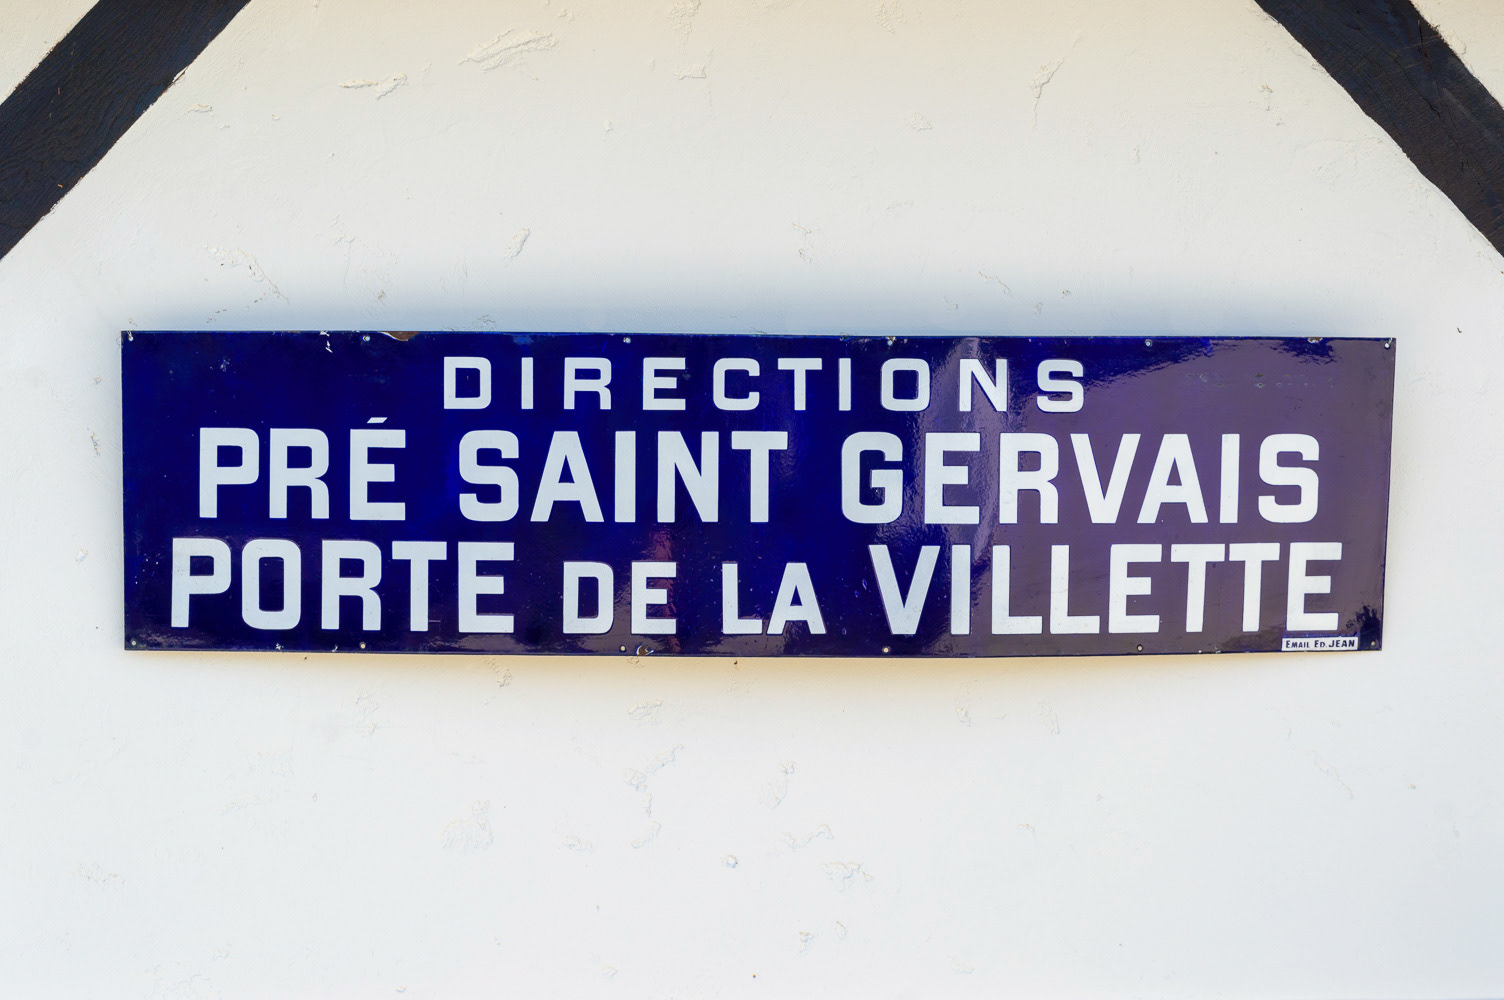 DIRECTIONS
PRÉ SAINT GERVAIS
PORTE DE LA VILLETTE
EMAIL ED. JEAN